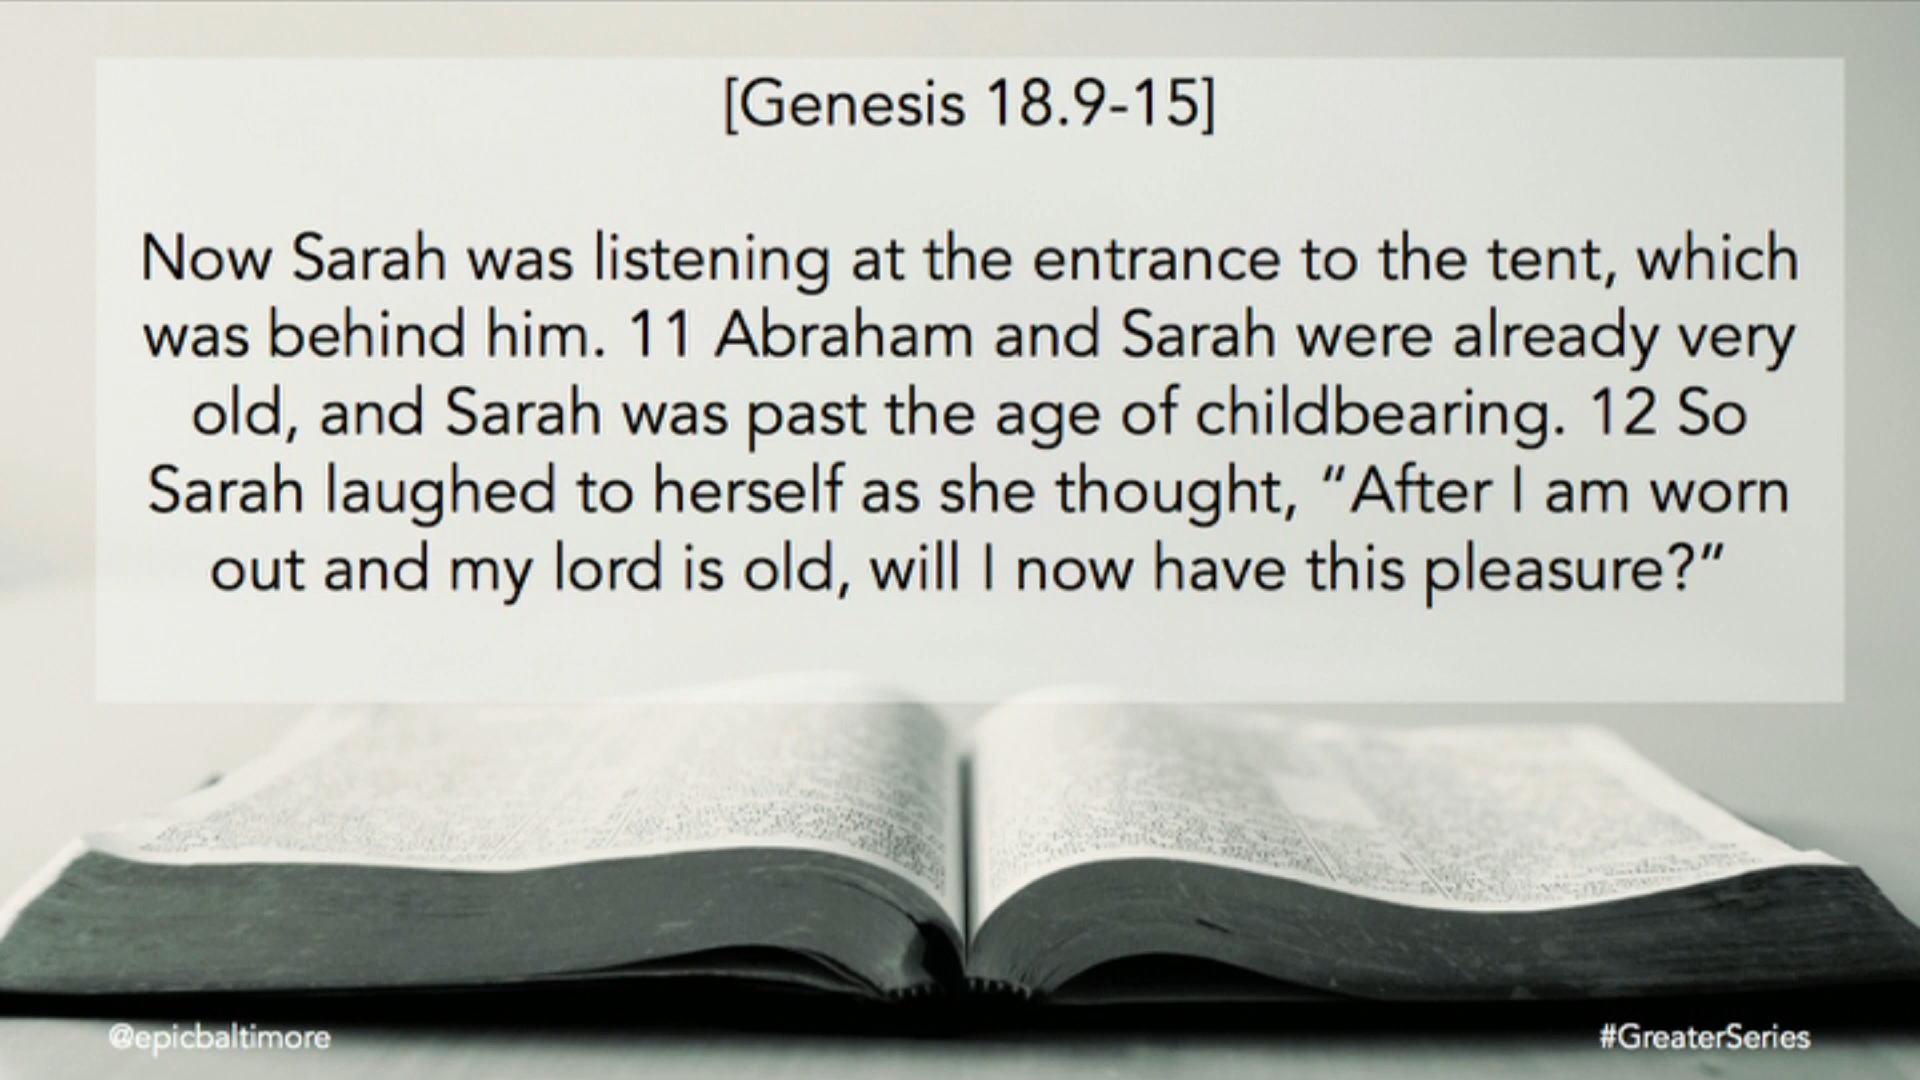 [Genesis 18.9-15]
Now Sarah was listening at the entrance to the tent, which
was behind him. 11 Abraham and Sarah were already very
old, and Sarah was past the age of childbearing. 12 So
Sarah laughed to herself as she thought, “After I am worn
out and my lord is old, will I now have this pleasure?”
@epicbaltimore
#GreaterSeries